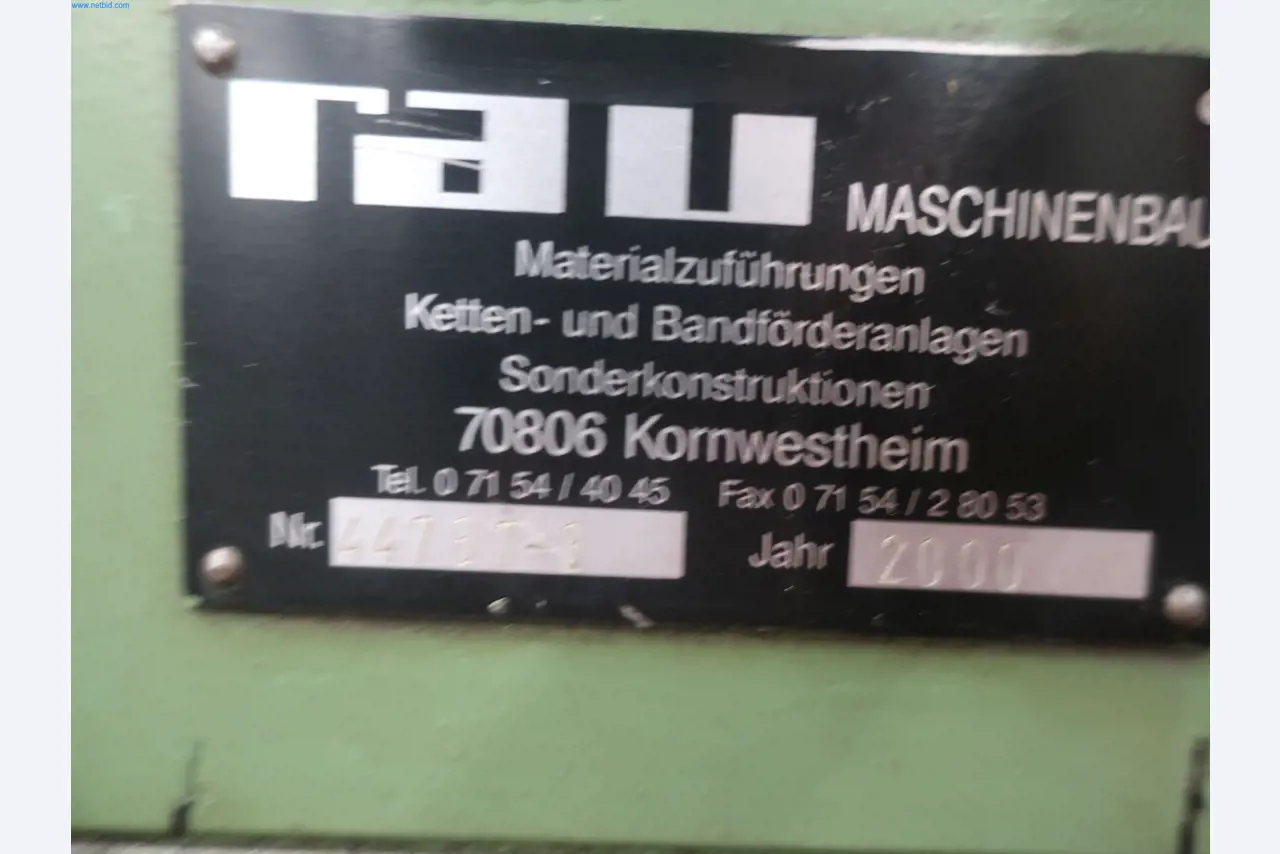 www.netbid.com
rau MASCHINENBAU
Materialzuführungen
Ketten- und Bandförderanlagen
Sonderkonstruktionen
70806 Kornwestheim
Tel. 0 71 54 / 40 45 Fax 0 71 54 / 2 80 53
Nr. Jahr 2000